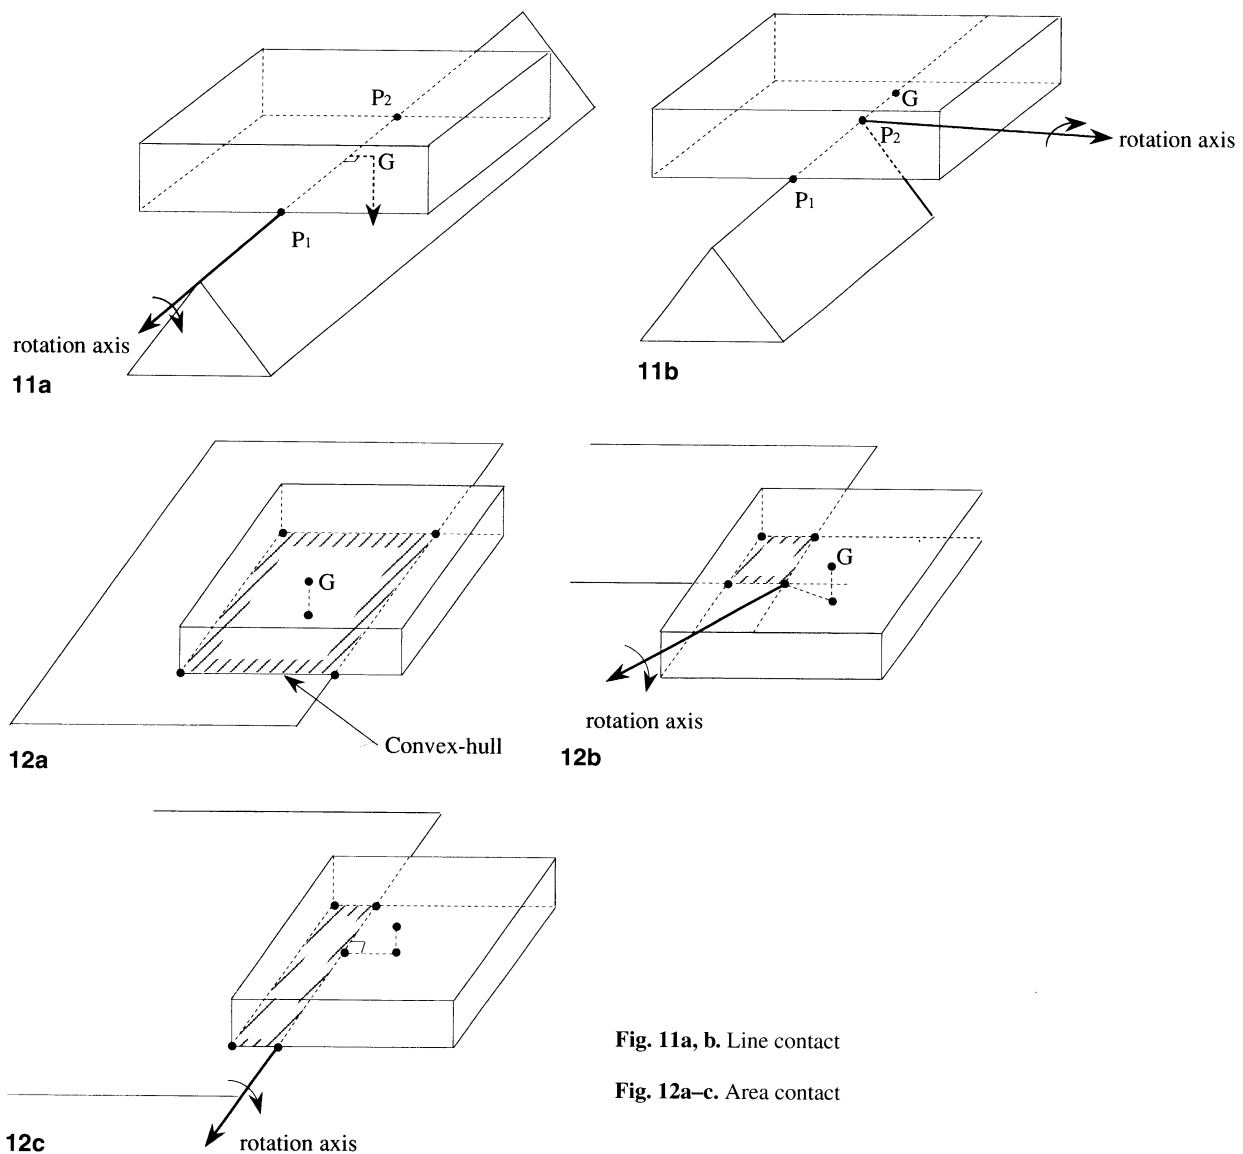 P2
G
P1
rotation axis
11a
G
P2
rotation axis
P1
11b
G
Convex-hull
12a
G
rotation axis
12b
rotation axis
12c
Fig. 11a, b. Line contact
Fig. 12a–c. Area contact